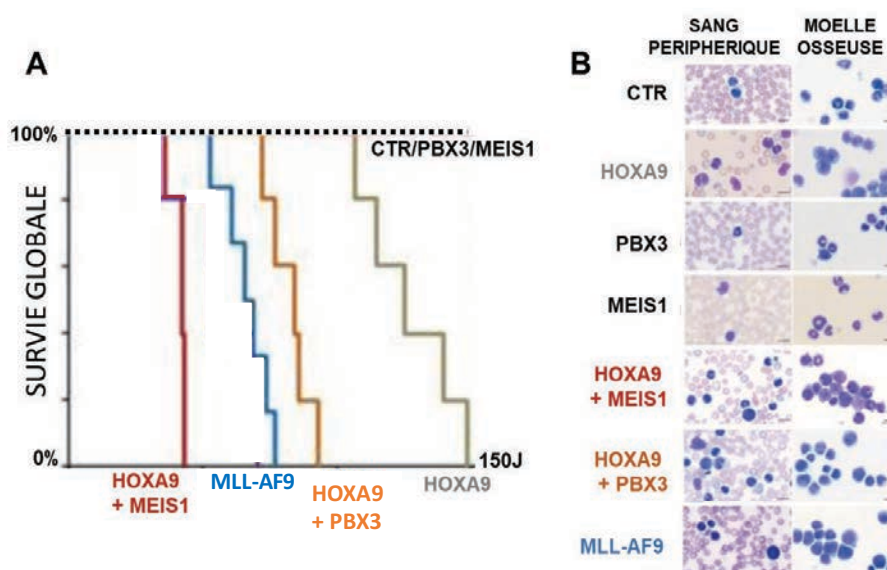 A
100%
CTR/PBX3/MEIS1
SURVIE GLOBALE
0%
150J
HOXA9
+ MEIS1
MLL-AF9
HOXA9
+ PBX3
HOXA9
B
SANG
PERIPHERIQUE
MOELLE
OSSEUSE
CTR
HOXA9
PBX3
MEIS1
HOXA9
+ MEIS1
HOXA9
+ PBX3
MLL-AF9